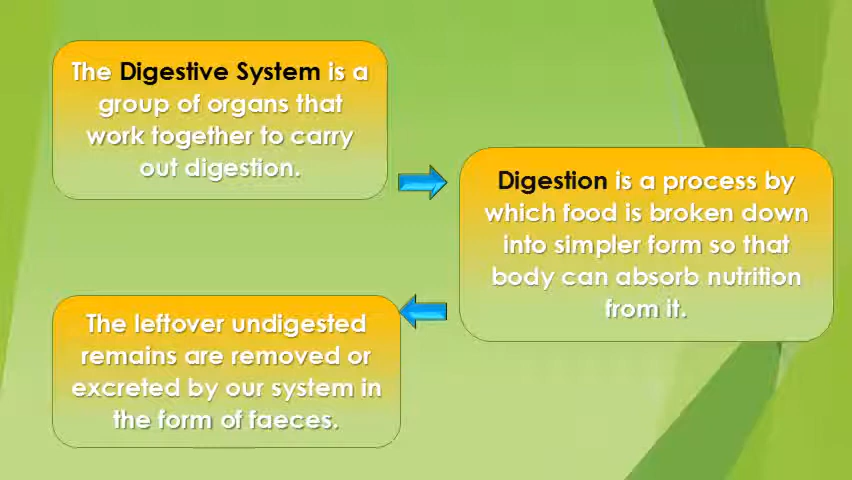 The Digestive System is a
group of organs that
work together to carry
out digestion.
Digestion is a process by
which food is broken down
into simpler form so that
body can absorb nutrition
from it.
The leftover undigested
remains are removed or
excreted by our system in
the form of faeces.